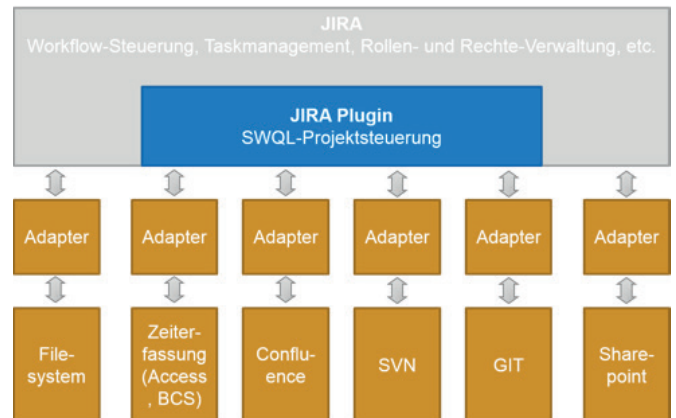 JIRA
Workflow-Steuerung, Taskmanagement, Rollen- und Rechte-Verwaltung, etc.
JIRA Plugin
SWQL-Projektsteuerung
Adapter Adapter Adapter Adapter Adapter Adapter
File-
system
Zeiter-
fassung
(Access
, BCS)
Conflu-
ence
SVN
GIT
Share-
point